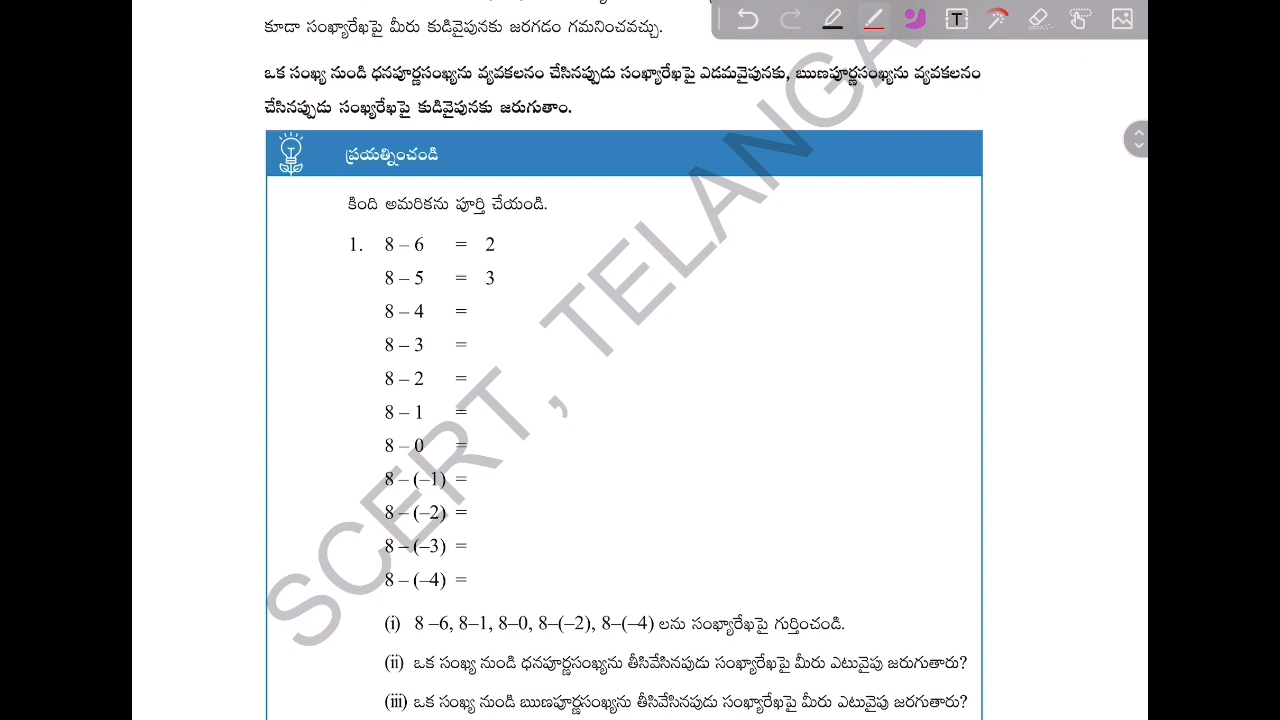 కూడా సంఖ్యారేఖపై మీరు కుడివైపునకు జరగడం గమనించవచ్చు.
ఒక సంఖ్య నుండి ధనపూర్ణసంఖ్యను వ్యవకలనం చేసినప్పుడు సంఖ్యారేఖపై ఎడమవైపునకు, ఋణపూర్ణసంఖ్యను వ్యవకలనం
చేసినప్పుడు సంఖ్యరేఖపై కుడివైపునకు జరుగుతాం.
ప్రయత్నించండి
కింది అమరికను పూర్తి చేయండి.
1. 8 – 6 = 2
8 – 5 = 3
8 – 4 =
8 – 3 =
8 – 2 =
8 – 1 =
8 – 0 =
8 – (–1) =
8 – (–2) =
8 – (–3) =
8 – (–4) =
(i) 8 –6, 8–1, 8–0, 8–(–2), 8–(–4) లను సంఖ్యారేఖపై గుర్తించండి.
(ii) ఒక సంఖ్య నుండి ధనపూర్ణసంఖ్యను తీసివేసినపుడు సంఖ్యారేఖపై మీరు ఎటువైపు జరుగుతారు?
(iii) ఒక సంఖ్య నుండి ఋణపూర్ణసంఖ్యను తీసివేసినపుడు సంఖ్యారేఖపై మీరు ఎటువైపు జరగుతారు?
SCERT, TELANGA